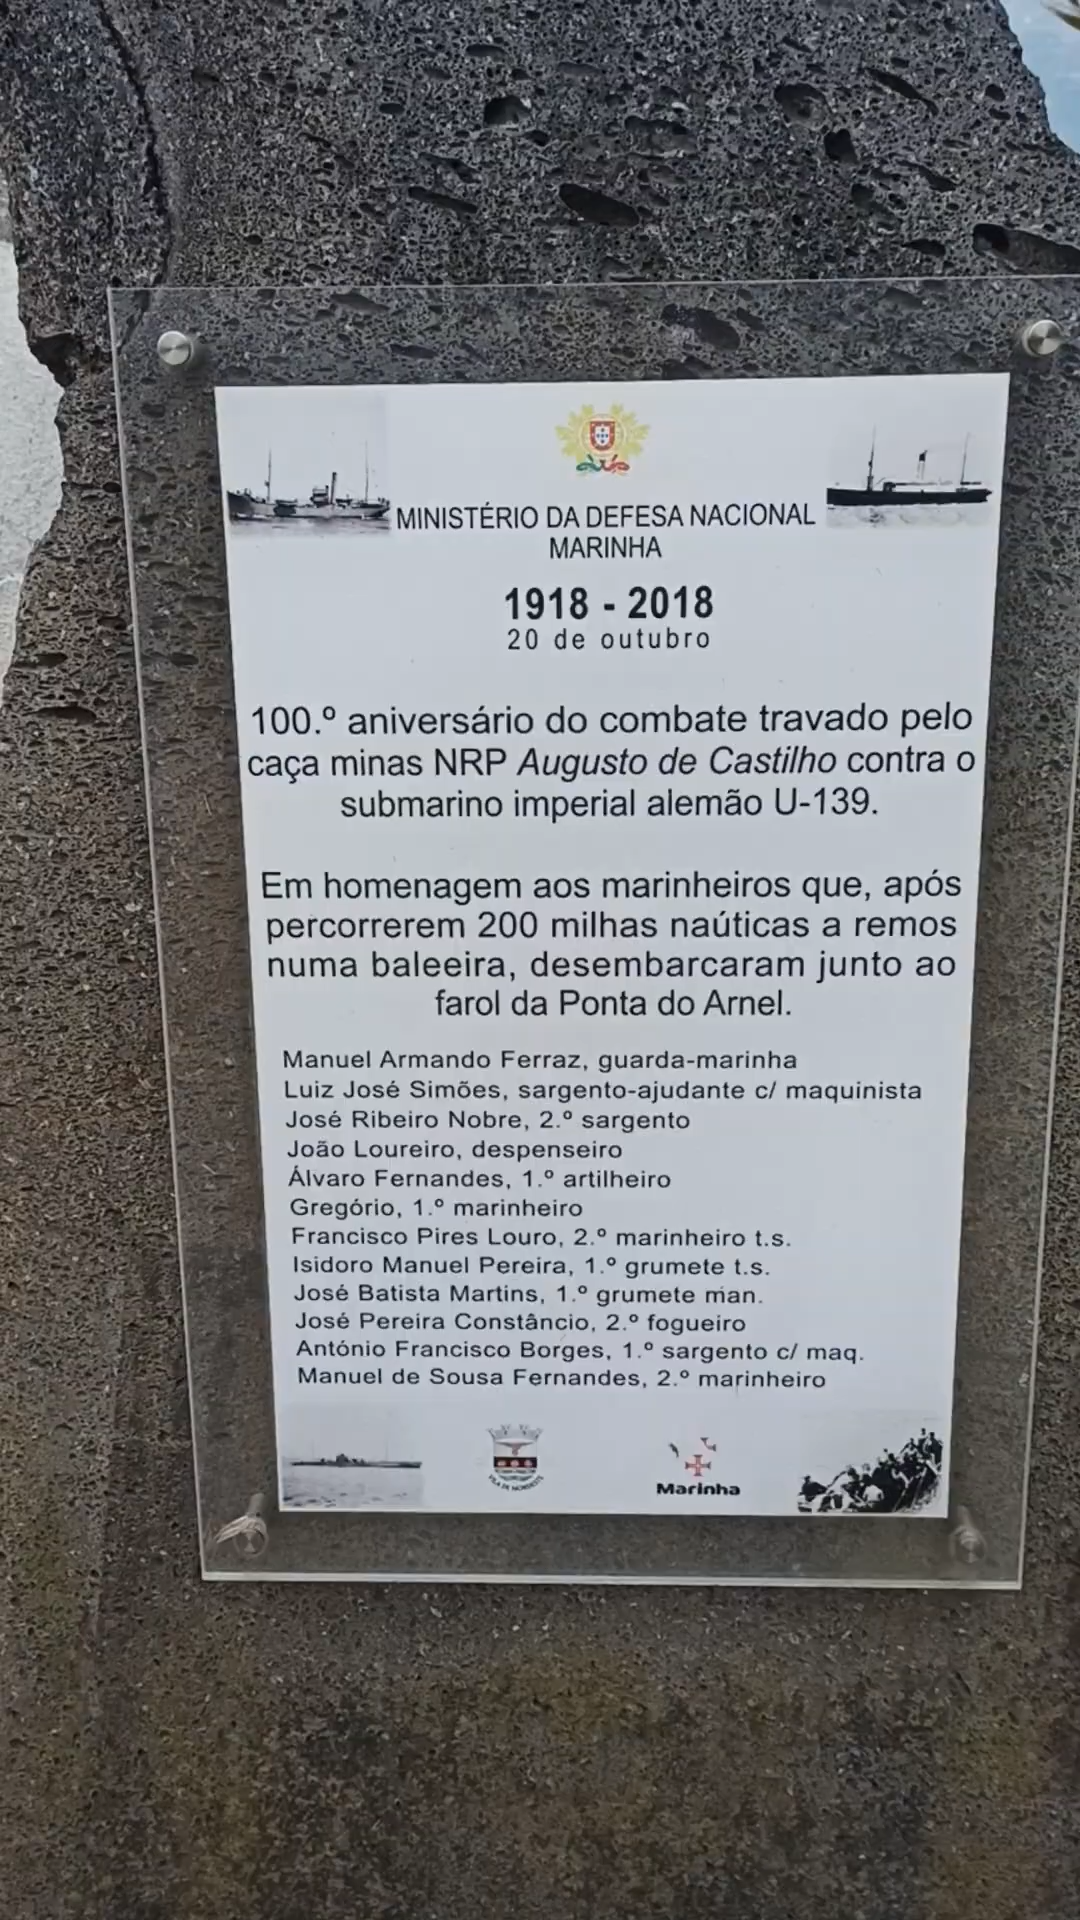 MINISTÉRIO DA DEFESA NACIONAL
MARINHA
1918 - 2018
20 de outubro
100.º aniversário do combate travado pelo
caça minas NRP Augusto de Castilho contra o
submarino imperial alemão U-139.
Em homenagem aos marinheiros que, após
percorrerem 200 milhas naúticas a remos
numa baleeira, desembarcaram junto ao
farol da Ponta do Arnel.
Manuel Armando Ferraz, guarda-marinha
Luiz José Simões, sargento-ajudante c/ maquinista
José Ribeiro Nobre, 2.º sargento
João Loureiro, despenseiro
Álvaro Fernandes, 1.º artilheiro
Gregório, 1.º marinheiro
Francisco Pires Louro, 2.º marinheiro t.s.
Isidoro Manuel Pereira, 1.º grumete t.s.
José Batista Martins, 1.º grumete man.
José Pereira Constâncio, 2.º fogueiro
António Francisco Borges, 1.º sargento c/ maq.
Manuel de Sousa Fernandes, 2.º marinheiro
VILA DE NORDESTE
Marinha